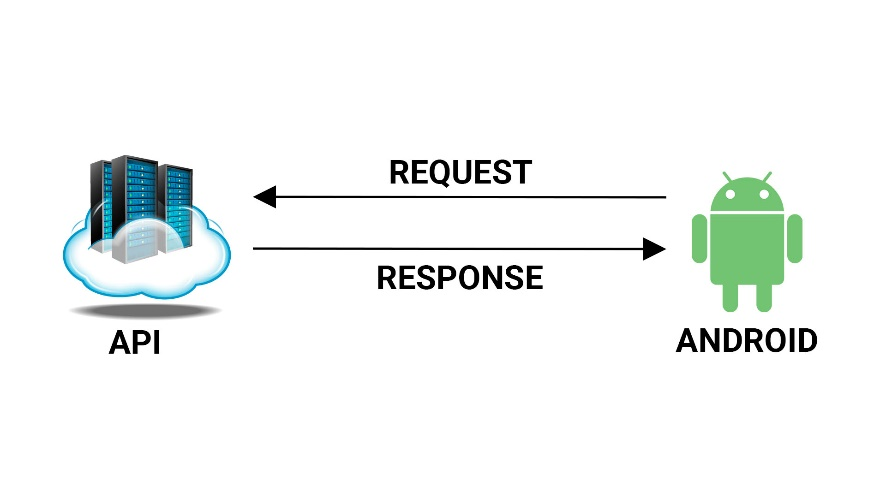 REQUEST
RESPONSE
API
ANDROID